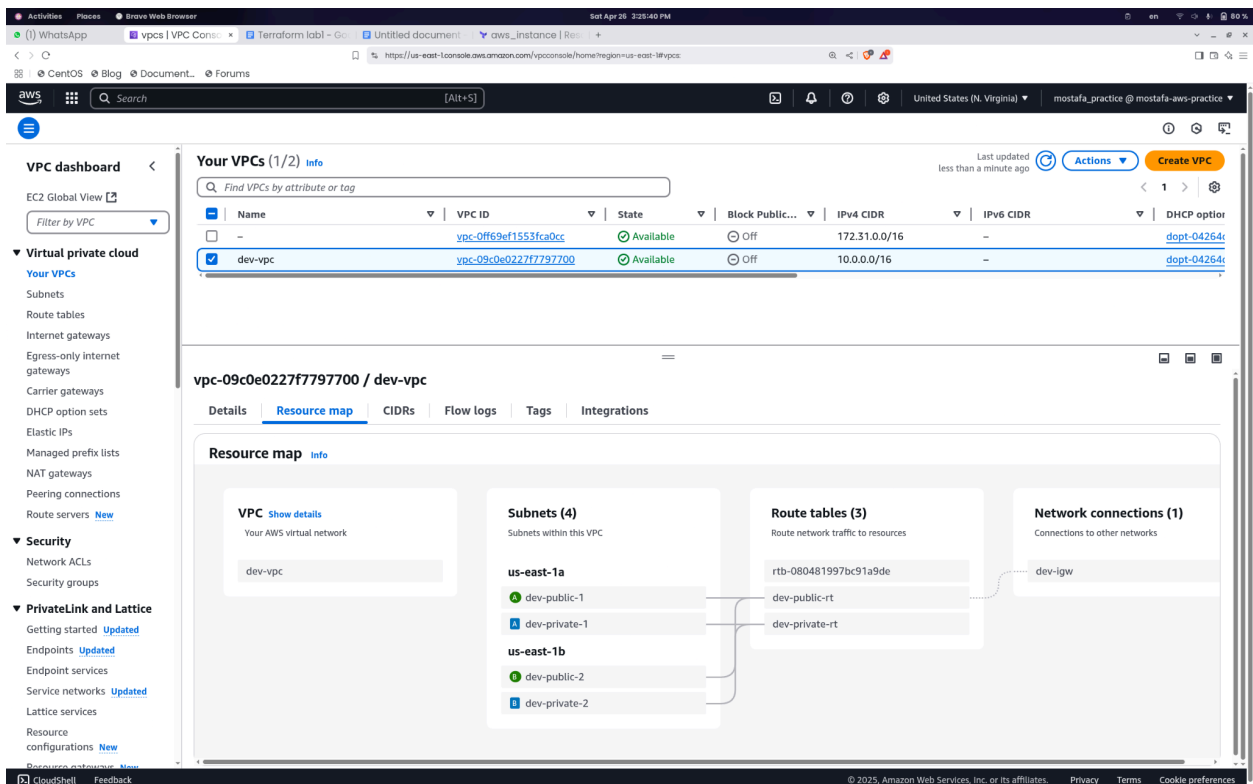 Activities Places Brave Web Browser Sat Apr 26 3:25:40 PM en 80 %
(1) WhatsApp vpcs | VPC Consc × Terraform lab1 - Go Untitled document - aws_instance | Res +
https://us-east-1.console.aws.amazon.com/vpcconsole/home?region=us-east-1#vpcs:
CentOS Blog Document... Forums
aws Search [Alt+S] United States (N. Virginia) mostafa_practice @ mostafa-aws-practice
VPC dashboard
EC2 Global View
Filter by VPC
Virtual private cloud
Your VPCs
Subnets
Route tables
Internet gateways
Egress-only internet
gateways
Carrier gateways
DHCP option sets
Elastic IPs
Managed prefix lists
NAT gateways
Peering connections
Route servers New
Security
Network ACLs
Security groups
PrivateLink and Lattice
Getting started Updated
Endpoints Updated
Endpoint services
Service networks Updated
Lattice services
Resource
configurations New
Resource gateways New
Your VPCs (1/2) Info
Last updated
less than a minute ago
Actions
Create VPC
Find VPCs by attribute or tag
1
Name VPC ID State Block Public... IPv4 CIDR IPv6 CIDR DHCP option
– vpc-0ff69ef1553fca0cc Available Off 172.31.0.0/16 – dopt-04264c
dev-vpc vpc-09c0e0227f7797700 Available Off 10.0.0.0/16 – dopt-04264c
vpc-09c0e0227f7797700 / dev-vpc
Details Resource map CIDRs Flow logs Tags Integrations
Resource map Info
VPC Show details
Your AWS virtual network
dev-vpc
Subnets (4)
Subnets within this VPC
us-east-1a
A dev-public-1
A dev-private-1
us-east-1b
B dev-public-2
B dev-private-2
Route tables (3)
Route network traffic to resources
rtb-080481997bc91a9de
dev-public-rt
dev-private-rt
Network connections (1)
Connections to other networks
dev-igw
CloudShell Feedback © 2025, Amazon Web Services, Inc. or its affiliates. Privacy Terms Cookie preferences